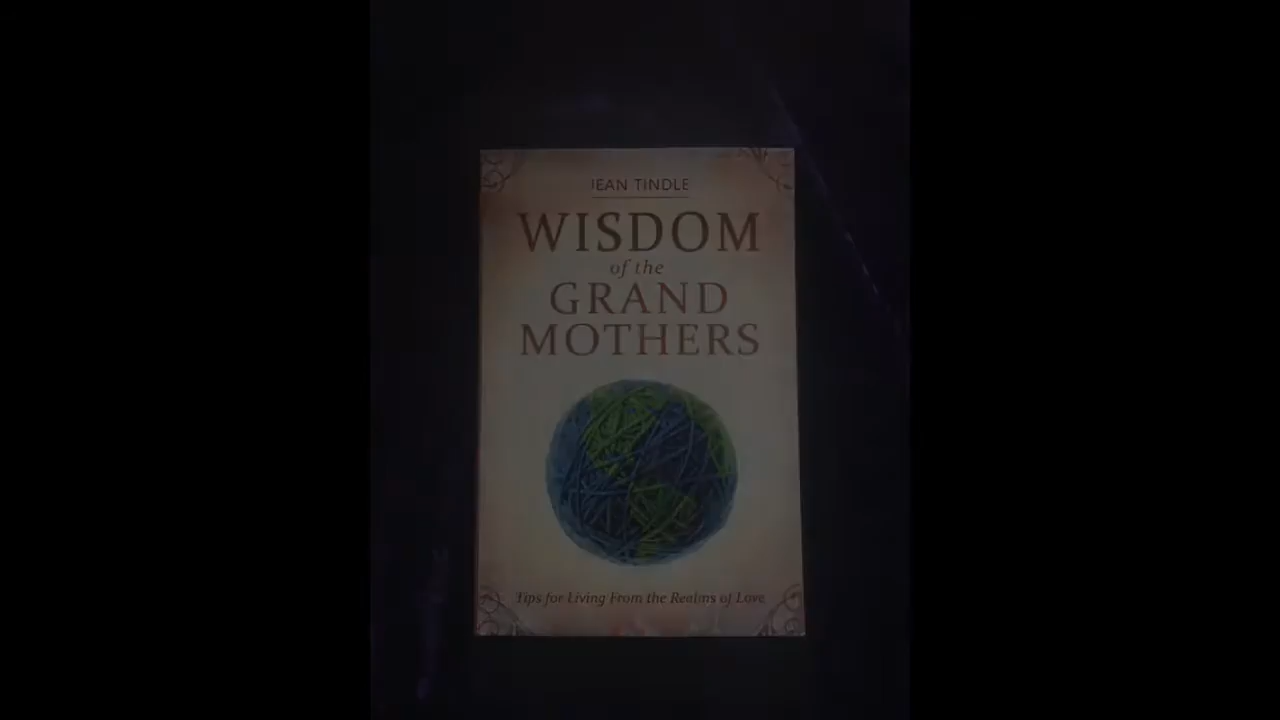 JEAN TINDLE
WISDOM
of the
GRAND
MOTHERS
Tips for Living From the Realms of Love